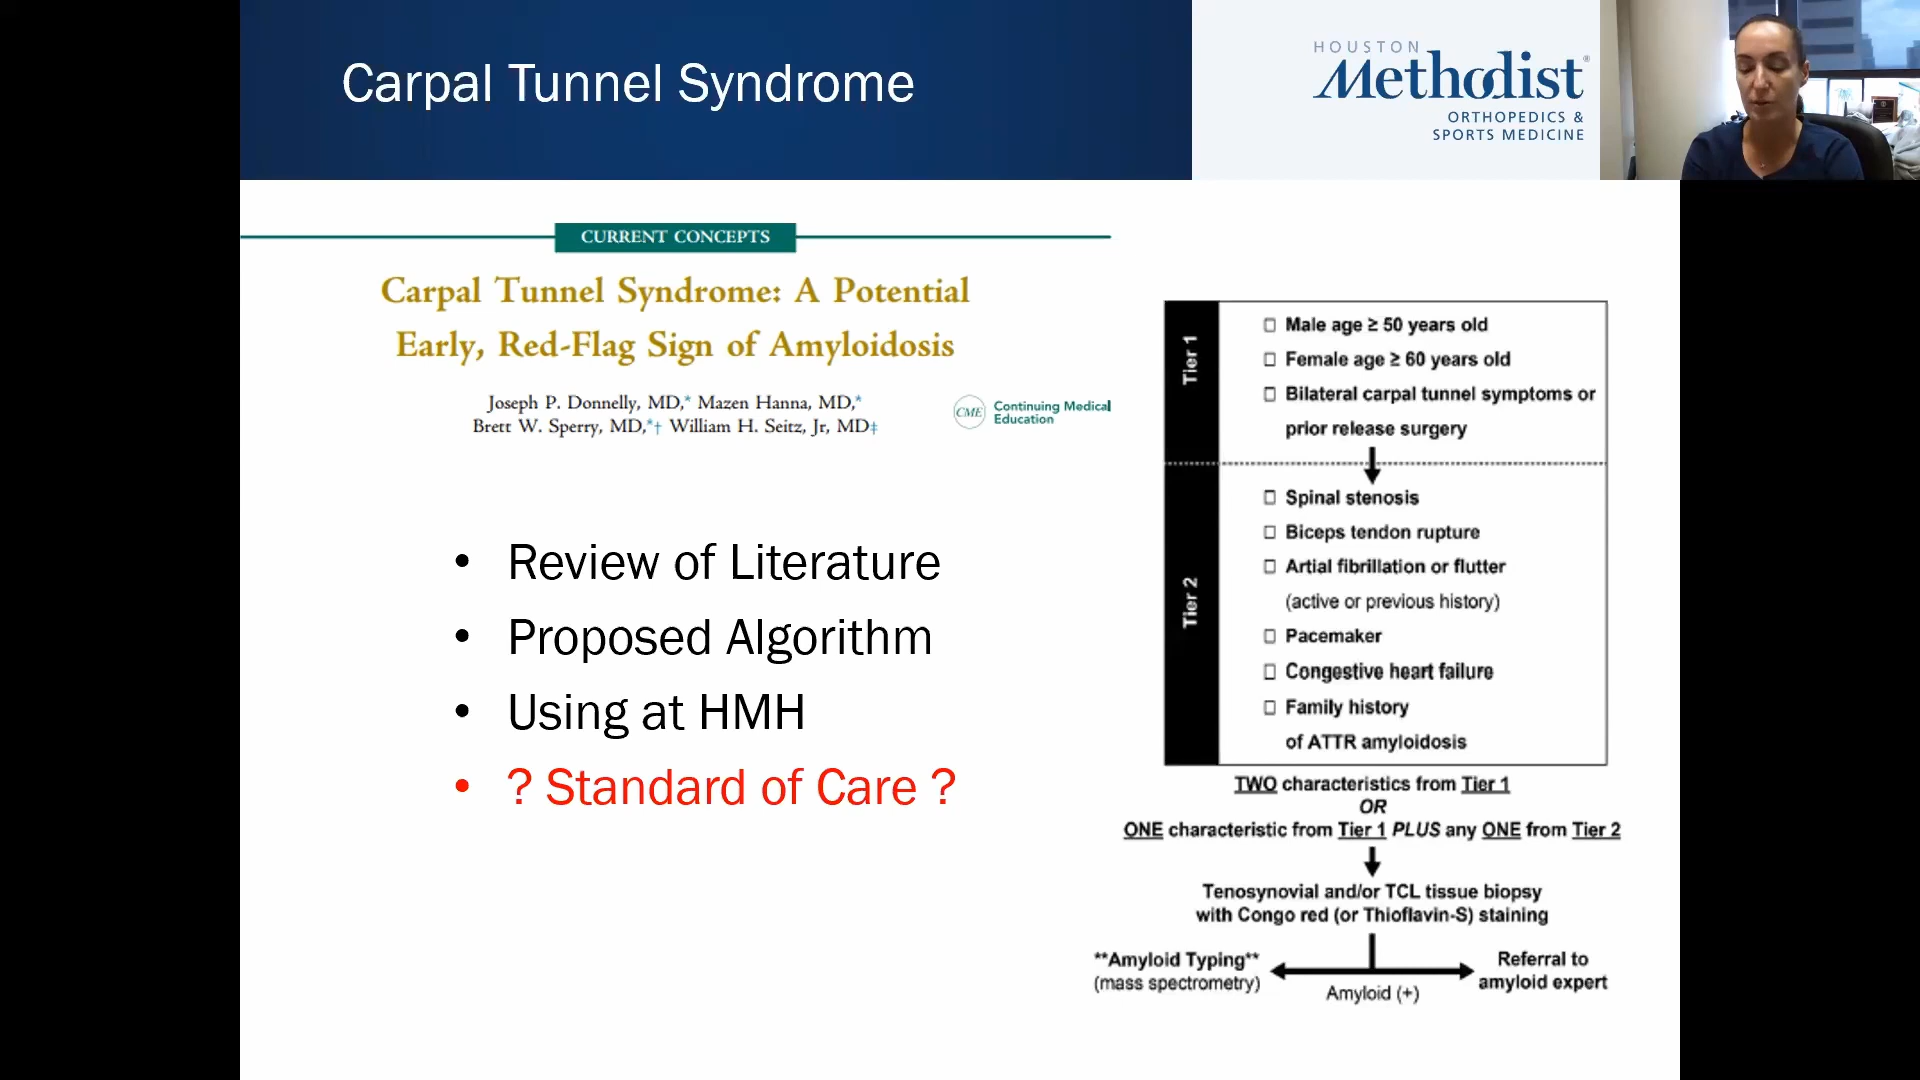 Carpal Tunnel Syndrome
HOUSTON
Methodist®
ORTHOPEDICS &
SPORTS MEDICINE
CURRENT CONCEPTS
Carpal Tunnel Syndrome: A Potential
Early, Red-Flag Sign of Amyloidosis
Joseph P. Donnelly, MD,* Mazen Hanna, MD,*
Brett W. Sperry, MD,*† William H. Seitz, Jr, MD‡
CME
Continuing Medical
Education
• Review of Literature
• Proposed Algorithm
• Using at HMH
• ? Standard of Care ?
Tier 1
☐ Male age ≥ 50 years old
☐ Female age ≥ 60 years old
☐ Bilateral carpal tunnel symptoms or
prior release surgery
Tier 2
☐ Spinal stenosis
☐ Biceps tendon rupture
☐ Artial fibrillation or flutter
(active or previous history)
☐ Pacemaker
☐ Congestive heart failure
☐ Family history
of ATTR amyloidosis
TWO characteristics from Tier 1
OR
ONE characteristic from Tier 1 PLUS any ONE from Tier 2
Tenosynovial and/or TCL tissue biopsy
with Congo red (or Thioflavin-S) staining
**Amyloid Typing**
(mass spectrometry)
Amyloid (+)
Referral to
amyloid expert